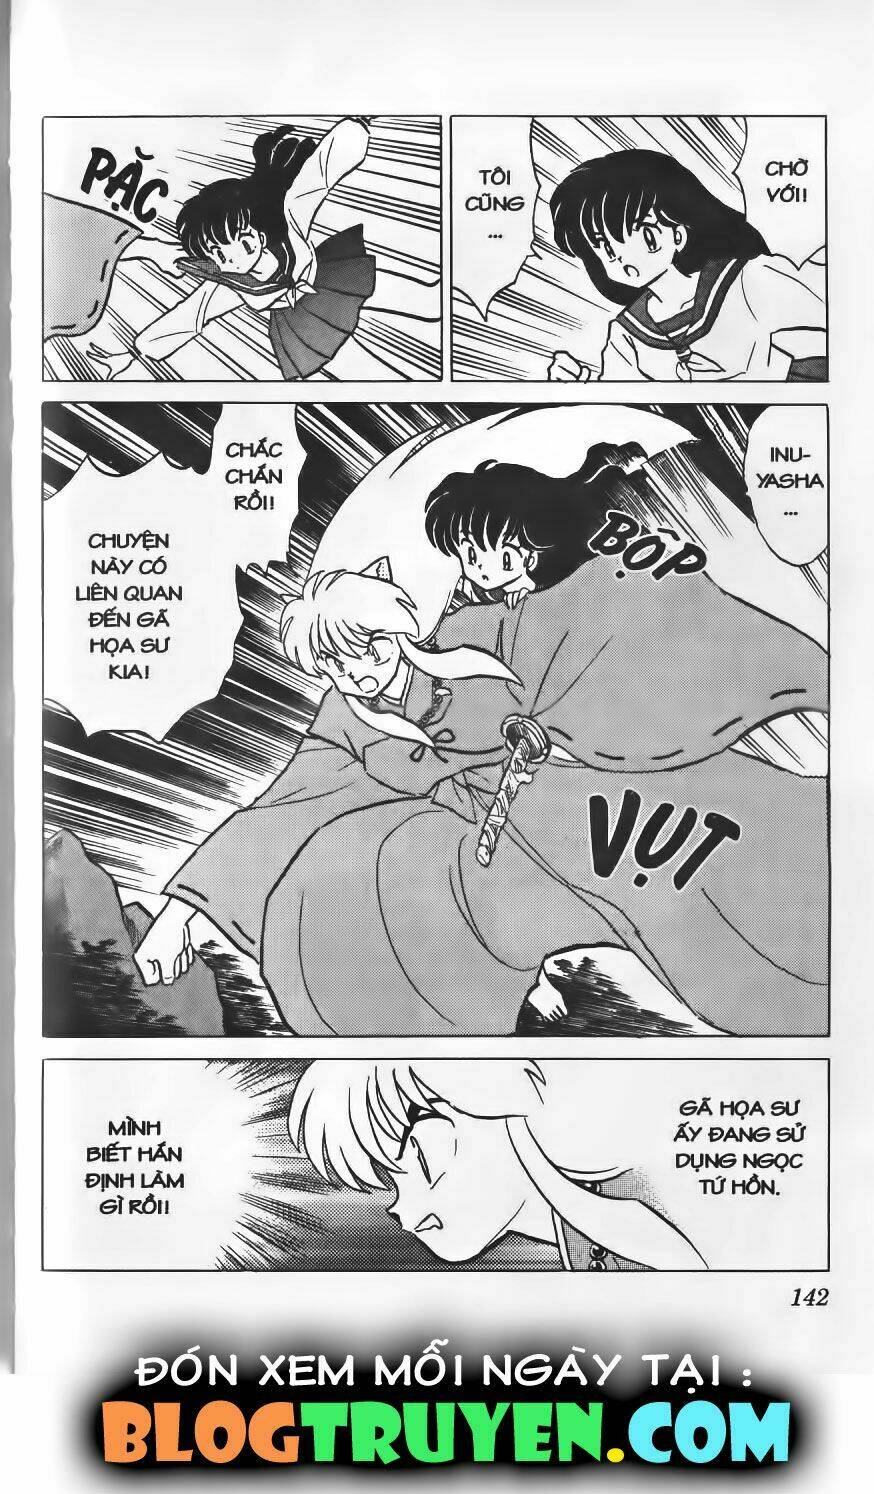 CHỜ
VỚI!
TÔI
CŨNG
...
PẶC
INU-
YASHA
...
CHẮC
CHẮN
RỒI!
CHUYỆN
NÀY CÓ
LIÊN QUAN
ĐẾN GÃ
HỌA SƯ
KIA!
BỘP
VỤT
GÃ HỌA SƯ
ẤY ĐANG SỬ
DỤNG NGỌC
TỨ HỒN.
MÌNH
BIẾT HẮN
ĐỊNH LÀM
GÌ RỒI!
142
ĐÓN XEM MỖI NGÀY TẠI :
BLOGTRUYEN.COM